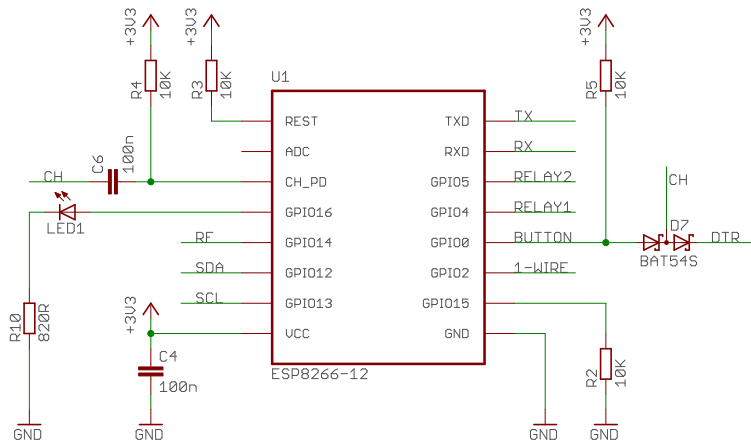 +3V3
+3V3
+3V3
R4
10K
R3
10K
U1
R5
10K
REST
TXD
TX
ADC
RXD
RX
C6
100n
CH
CH_PD
GPIO5
RELAY2
CH
LED1
GPIO16
GPIO4
RELAY1
D7
RF
GPIO14
GPIO0
BUTTON
DTR
BAT54S
SDA
GPIO12
GPIO2
1-WIRE
SCL
GPIO13
GPIO15
+3V3
R10
820R
VCC
GND
C4
100n
ESP8266-12
R2
10K
GND
GND
GND
GND